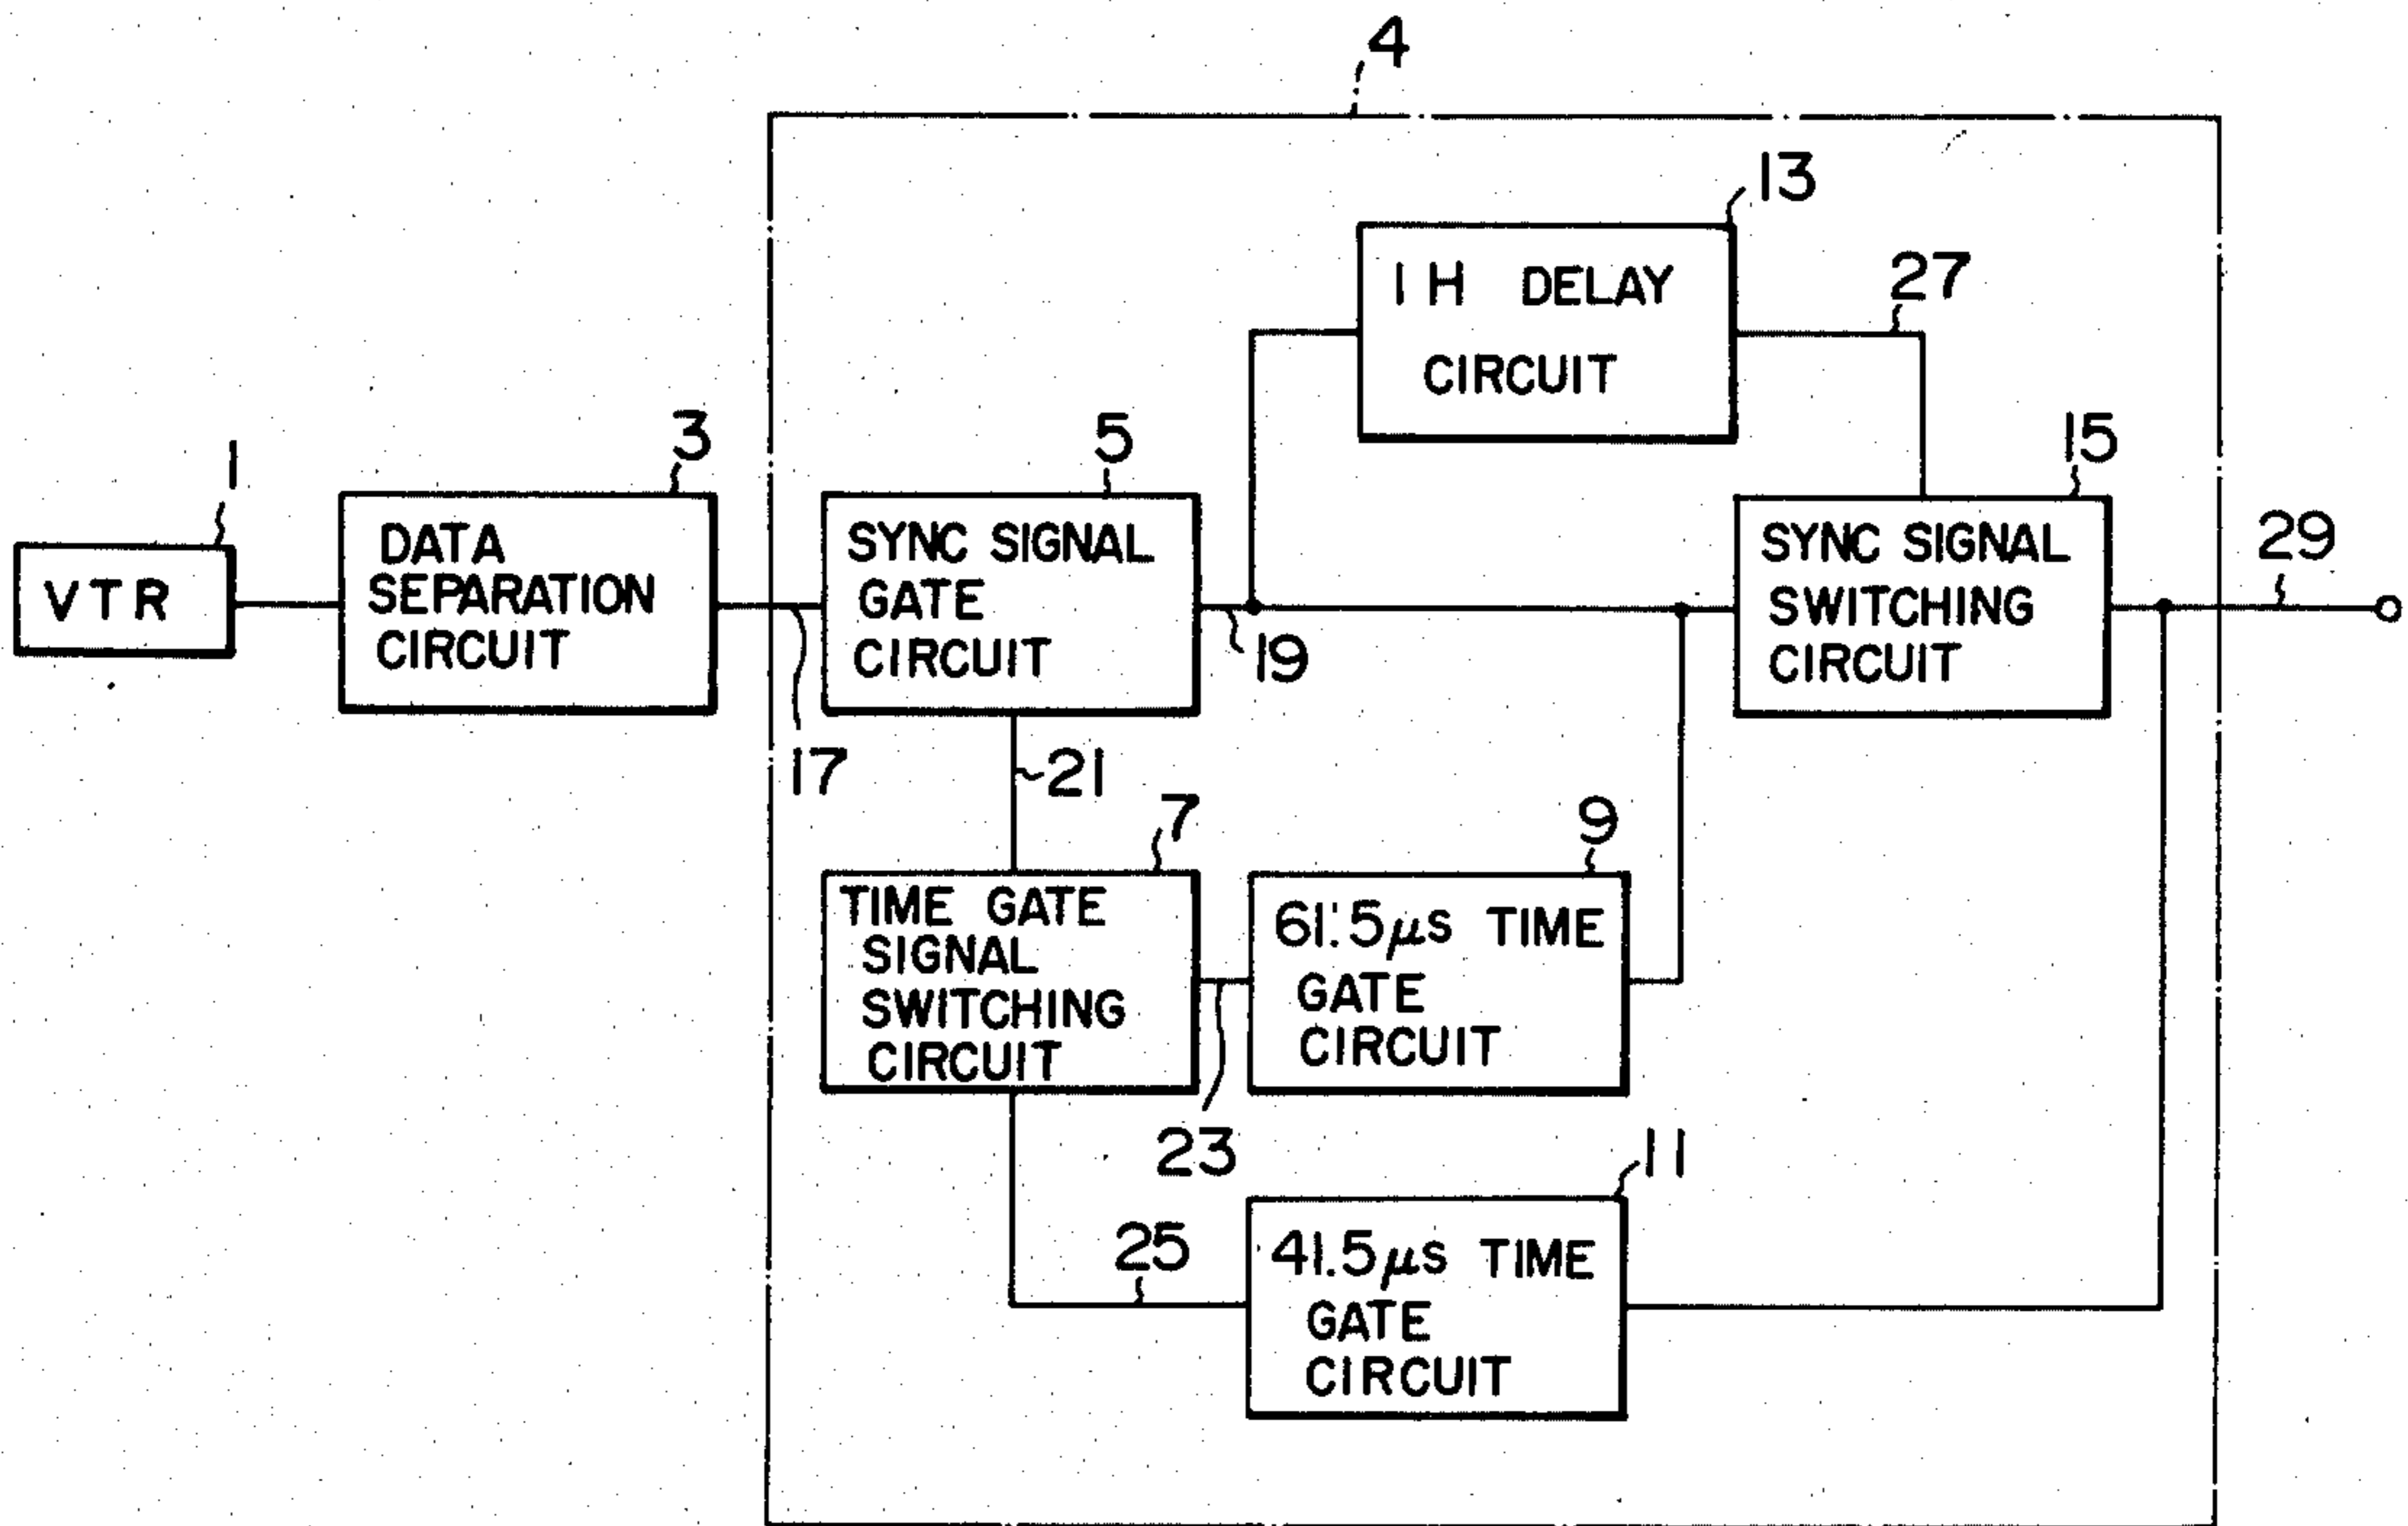 4
13
1 H DELAY
CIRCUIT
27
1
3
5
15
29
VTR
DATA
SEPARATION
CIRCUIT
SYNC SIGNAL
GATE
CIRCUIT
SYNC SIGNAL
SWITCHING
CIRCUIT
19
17
21
7
9
TIME GATE
SIGNAL
SWITCHING
CIRCUIT
61.5μs TIME
GATE
CIRCUIT
23
11
25
41.5μs TIME
GATE
CIRCUIT